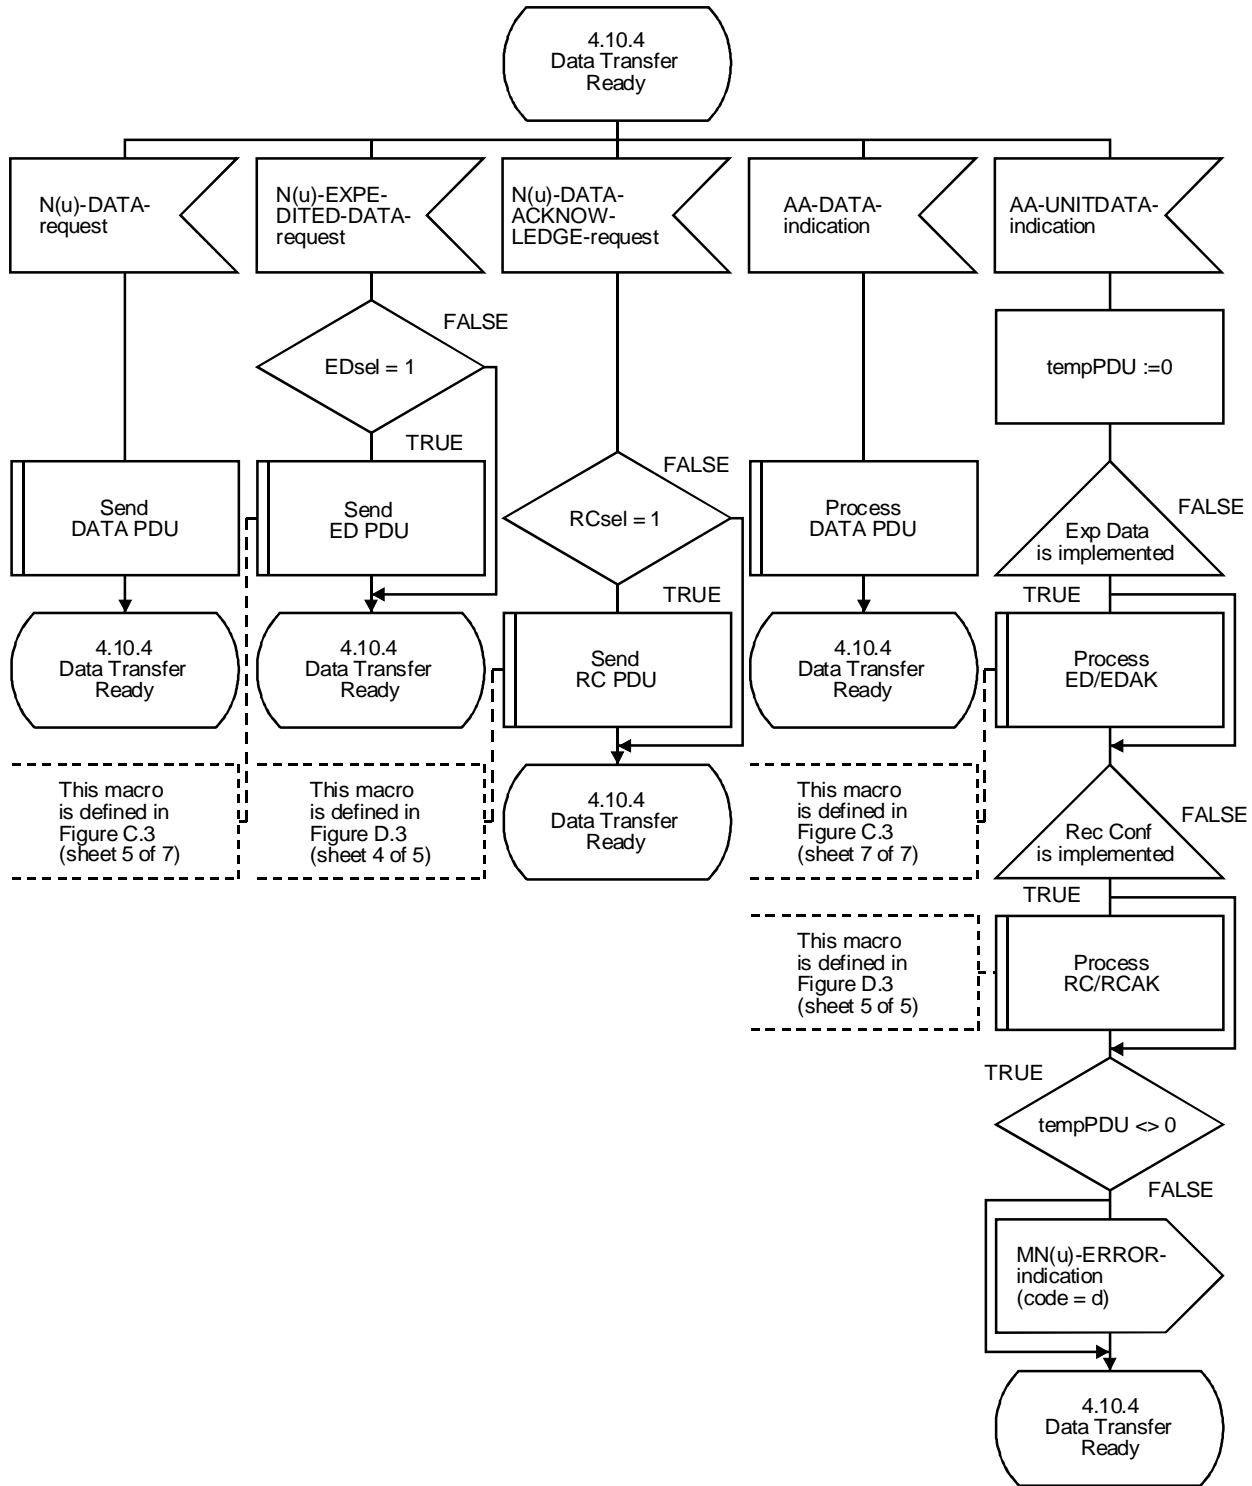 4.10.4
Data Transfer
Ready
N(u)-DATA-
request
N(u)-EXPE-
DITED-DATA-
request
N(u)-DATA-
ACKNOW-
LEDGE-request
AA-DATA-
indication
AA-UNITDATA-
indication
FALSE
EDsel = 1
TRUE
tempPDU :=0
Send
DATA PDU
Send
ED PDU
FALSE
RCsel = 1
TRUE
Process
DATA PDU
FALSE
Exp Data
is implemented
TRUE
4.10.4
Data Transfer
Ready
4.10.4
Data Transfer
Ready
Send
RC PDU
4.10.4
Data Transfer
Ready
Process
ED/EDAK
This macro
is defined in
Figure C.3
(sheet 5 of 7)
This macro
is defined in
Figure D.3
(sheet 4 of 5)
4.10.4
Data Transfer
Ready
This macro
is defined in
Figure C.3
(sheet 7 of 7)
FALSE
Rec Conf
is implemented
TRUE
This macro
is defined in
Figure D.3
(sheet 5 of 5)
Process
RC/RCAK
TRUE
tempPDU <> 0
FALSE
MN(u)-ERROR-
indication
(code = d)
4.10.4
Data Transfer
Ready